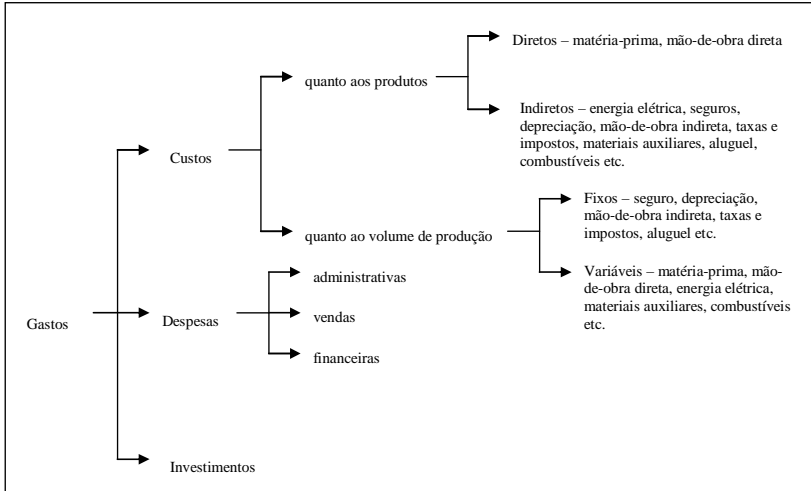 Diretos – matéria-prima, mão-de-obra direta
quanto aos produtos
Indiretos – energia elétrica, seguros,
depreciação, mão-de-obra indireta, taxas e
impostos, materiais auxiliares, aluguel,
combustíveis etc.
Custos
Fixos – seguro, depreciação,
mão-de-obra indireta, taxas e
impostos, aluguel etc.
quanto ao volume de produção
Variáveis – matéria-prima, mão-
de-obra direta, energia elétrica,
materiais auxiliares, combustíveis
etc.
administrativas
Gastos
Despesas
vendas
financeiras
Investimentos